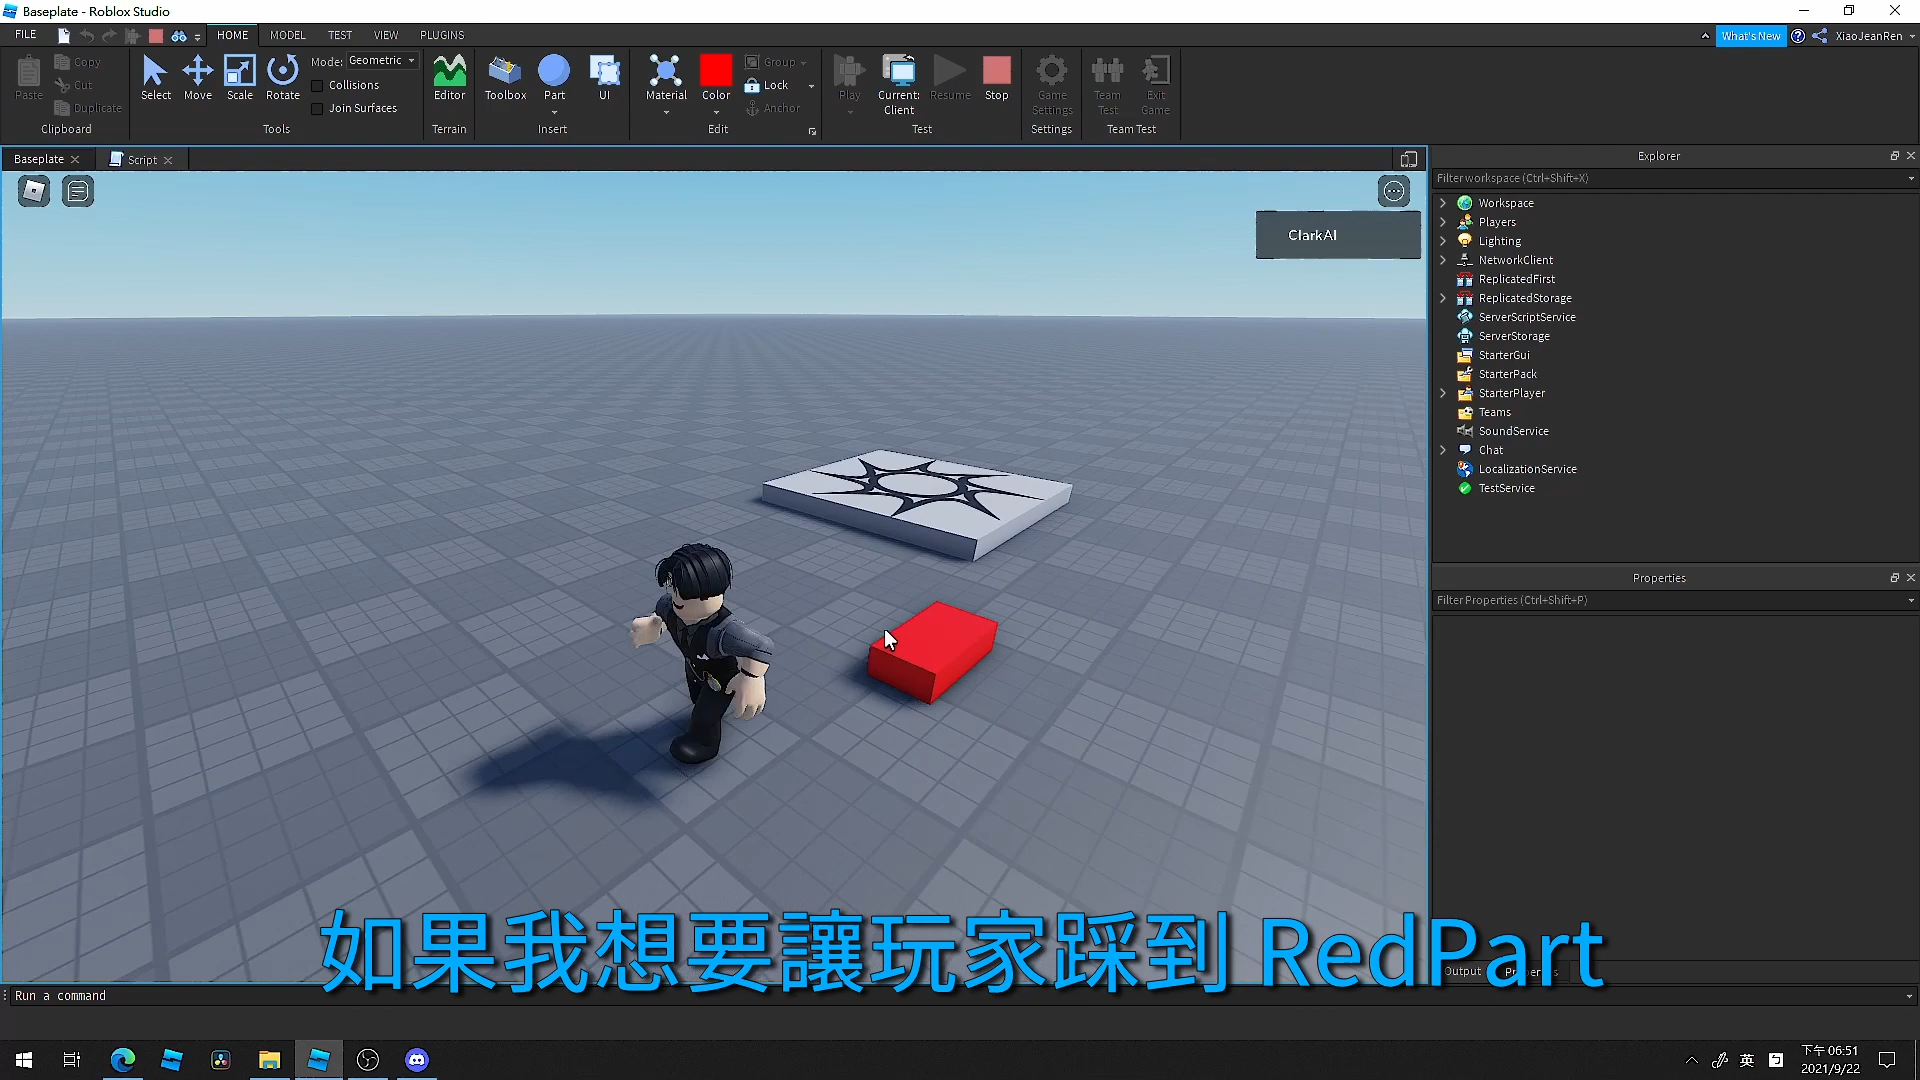 Baseplate - Roblox Studio
FILE HOME MODEL TEST VIEW PLUGINS What's New XiaoJeanRen
Paste Copy Cut Duplicate
Clipboard
Select Move Scale Rotate Mode: Geometric Collisions Join Surfaces
Tools
Editor
Terrain
Toolbox Part UI
Insert
Material Color Group Lock Anchor
Edit
Play Current: Client Resume Stop
Test
Game Settings
Settings
Team Test Exit Game
Team Test
Baseplate Script
ClarkAI
Explorer
Filter workspace (Ctrl+Shift+X)
Workspace
Players
Lighting
NetworkClient
ReplicatedFirst
ReplicatedStorage
ServerScriptService
ServerStorage
StarterGui
StarterPack
StarterPlayer
Teams
SoundService
Chat
LocalizationService
TestService
Properties
Filter Properties (Ctrl+Shift+P)
如果我想要讓玩家踩到 RedPart
Output Properties
Run a command
英
下午 06:51
2021/9/22